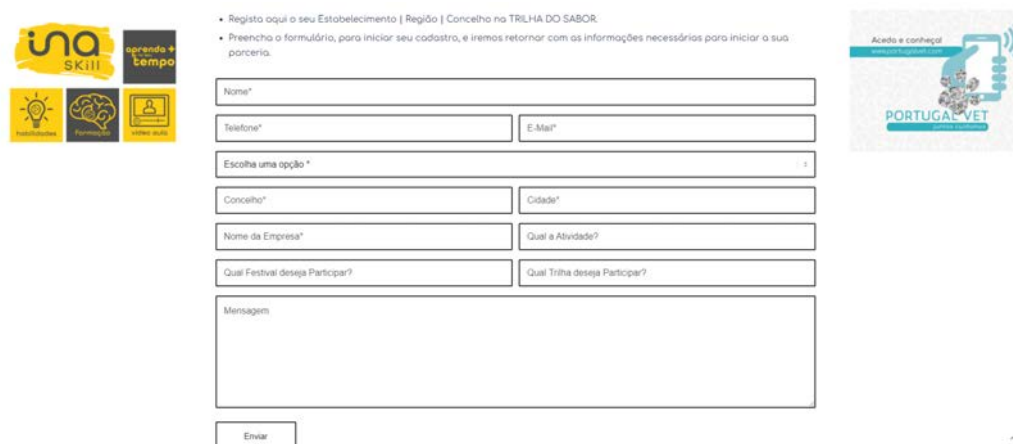 ina
SKill
aprenda +
tempo
habilidades
Formação
video aula
• Regista aqui o seu Estabelecimento | Região | Concelho na TRILHA DO SABOR.
• Preencha o formulário, para iniciar seu cadastro, e iremos retornar com as informações necessárias para iniciar a sua
parceria.
Nome*
Telefone*
E-Mail*
Escolha uma opção *
Concelho*
Cidade*
Nome da Empresa*
Qual a Atividade?
Qual Festival deseja Participar?
Qual Trilha deseja Participar?
Mensagem
Enviar
Aceda e conheça!
www.portugalvet.com
PORTUGAL VET